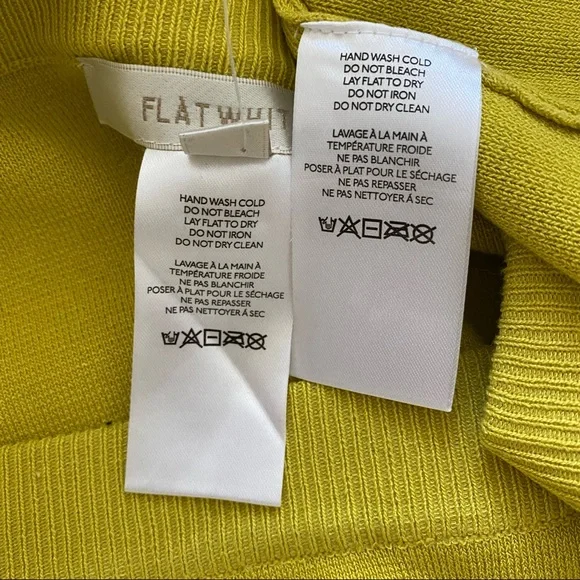 FLAT WHIT
HAND WASH COLD
DO NOT BLEACH
LAY FLAT TO DRY
DO NOT IRON
DO NOT DRY CLEAN
LAVAGE À LA MAIN À
TEMPÉRATURE FROIDE
NE PAS BLANCHIR
POSER À PLAT POUR LE SÉCHAGE
NE PAS REPASSER
NE PAS NETTOYER Á SEC
HAND WASH COLD
DO NOT BLEACH
LAY FLAT TO DRY
DO NOT IRON
DO NOT DRY CLEAN
LAVAGE À LA MAIN À
TEMPÉRATURE FROIDE
NE PAS BLANCHIR
POSER À PLAT POUR LE SÉCHAGE
NE PAS REPASSER
NE PAS NETTOYER Á SEC